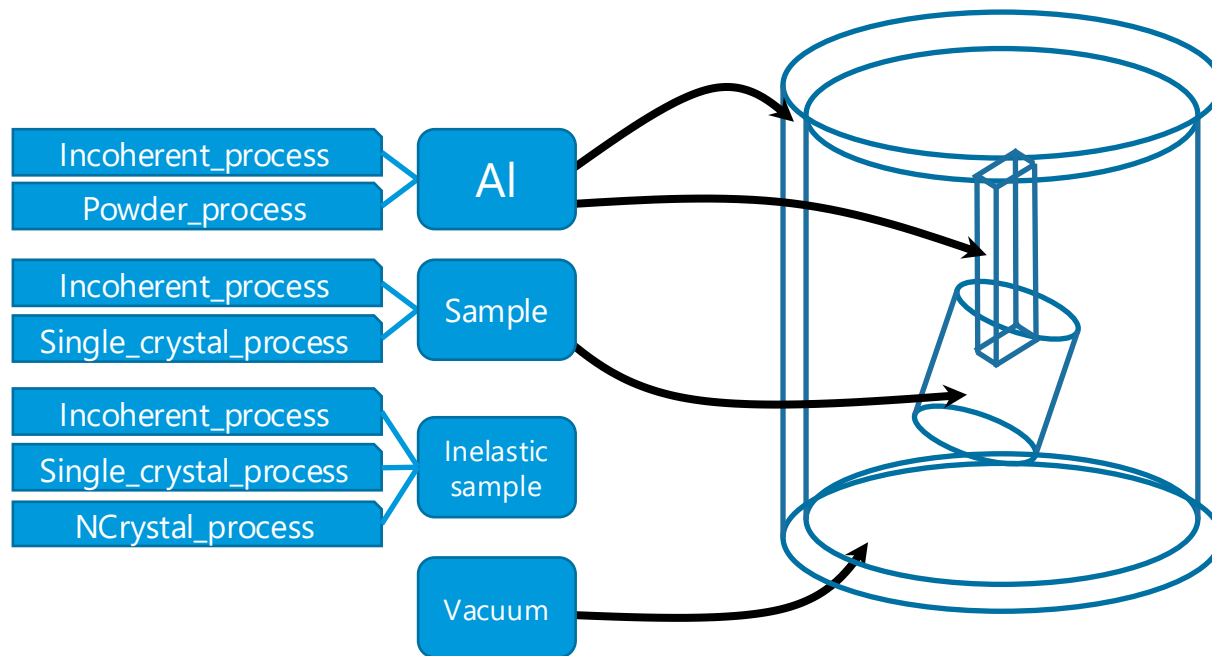 Incoherent_process
Powder_process
Al
Incoherent_process
Single_crystal_process
Sample
Incoherent_process
Single_crystal_process
NCrystal_process
Inelastic
sample
Vacuum